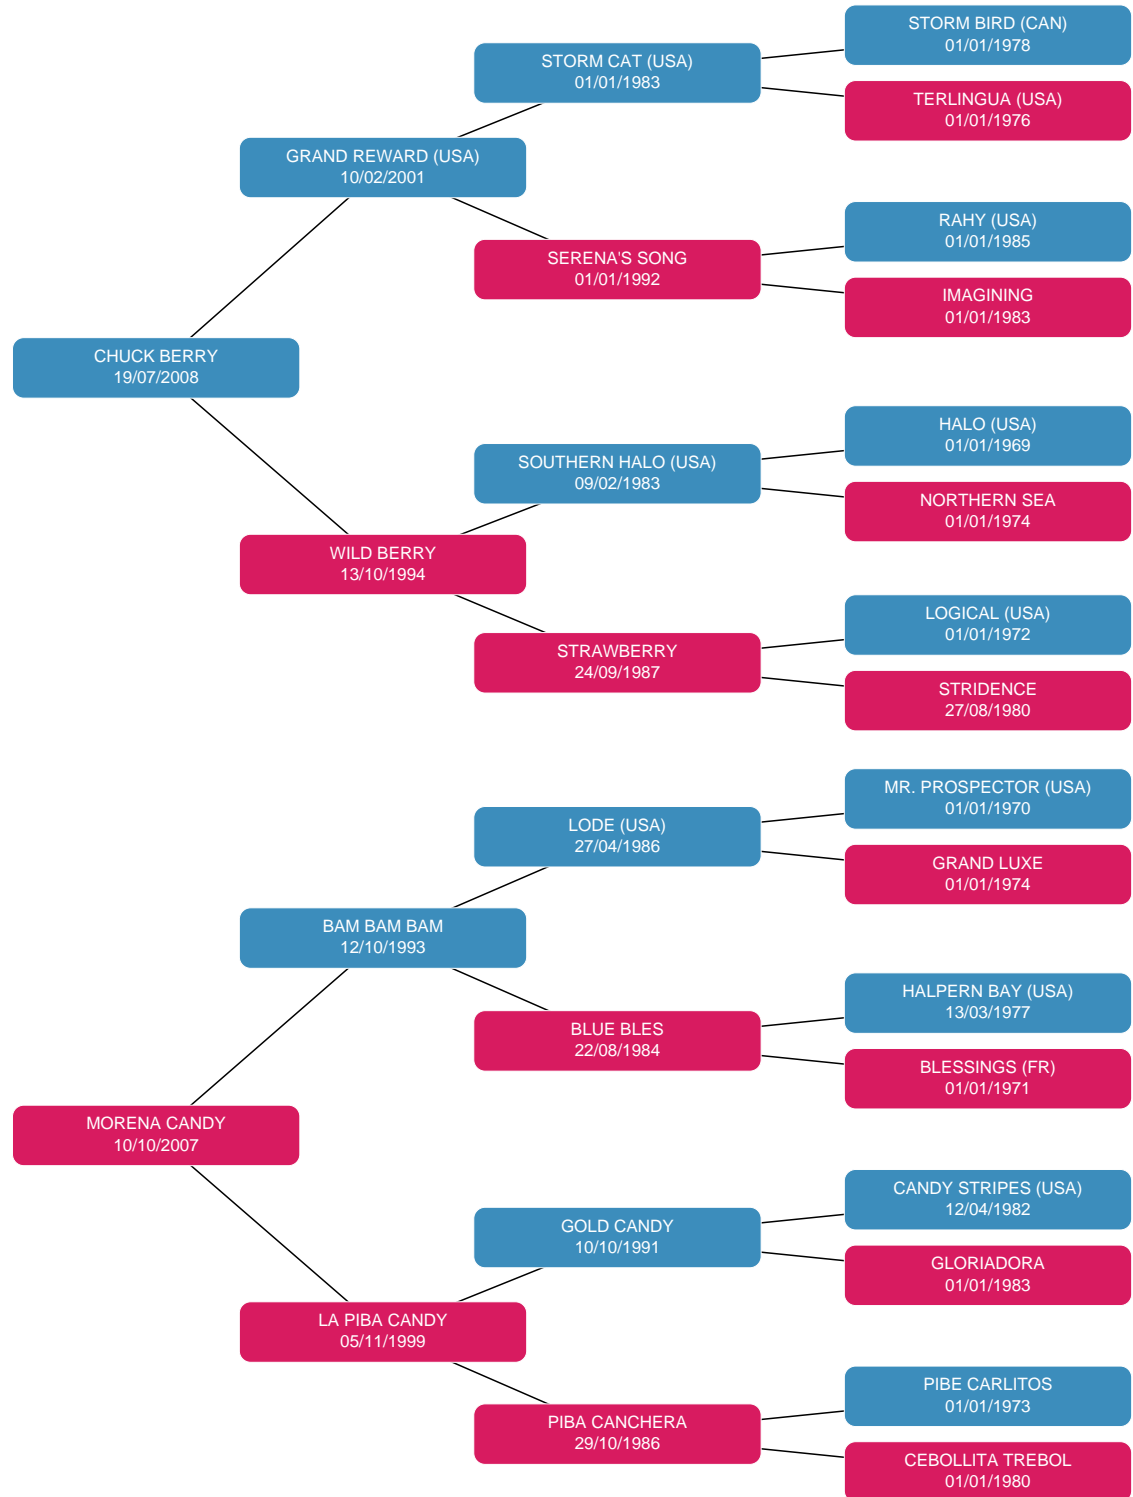 STORM BIRD (CAN)
01/01/1978
STORM CAT (USA)
01/01/1983
TERLINGUA (USA)
01/01/1976
GRAND REWARD (USA)
10/02/2001
RAHY (USA)
01/01/1985
SERENA'S SONG
01/01/1992
IMAGINING
01/01/1983
CHUCK BERRY
19/07/2008
HALO (USA)
01/01/1969
SOUTHERN HALO (USA)
09/02/1983
NORTHERN SEA
01/01/1974
WILD BERRY
13/10/1994
LOGICAL (USA)
01/01/1972
STRAWBERRY
24/09/1987
STRIDENCE
27/08/1980
MR. PROSPECTOR (USA)
01/01/1970
LODE (USA)
27/04/1986
GRAND LUXE
01/01/1974
BAM BAM BAM
12/10/1993
HALPERN BAY (USA)
13/03/1977
BLUE BLES
22/08/1984
BLESSINGS (FR)
01/01/1971
MORENA CANDY
10/10/2007
CANDY STRIPES (USA)
12/04/1982
GOLD CANDY
10/10/1991
GLORIADORA
01/01/1983
LA PIBA CANDY
05/11/1999
PIBE CARLITOS
01/01/1973
PIBA CANCHERA
29/10/1986
CEBOLLITA TREBOL
01/01/1980